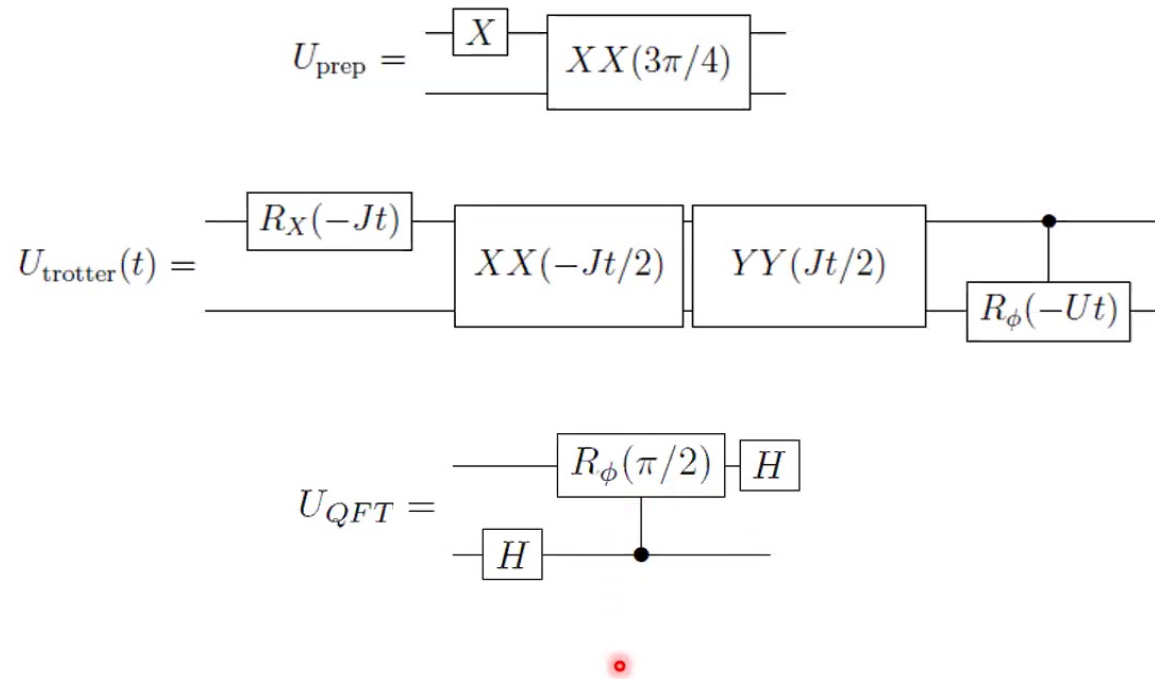 U_prep = X XX(3π/4)
U_trotter(t) = R_X(−Jt) XX(−Jt/2) YY(Jt/2) R_ϕ(−Ut)
U_QFT = H R_ϕ(π/2) H